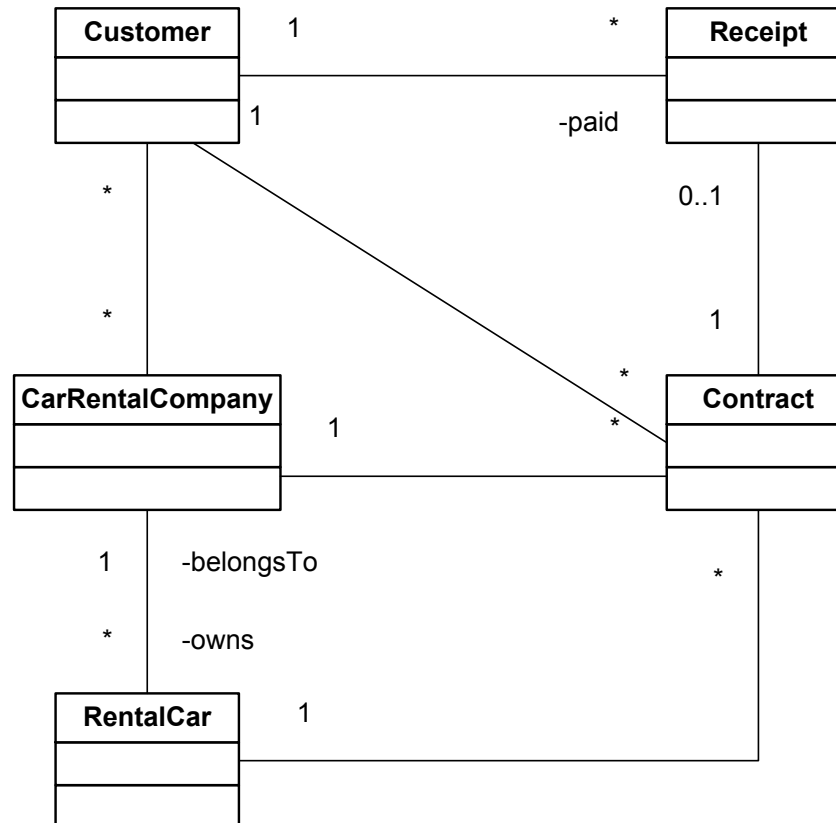 Customer
1
*
Receipt
1
-paid
*
0..1
*
1
*
CarRentalCompany
1
*
Contract
1
-belongsTo
*
*
-owns
RentalCar
1